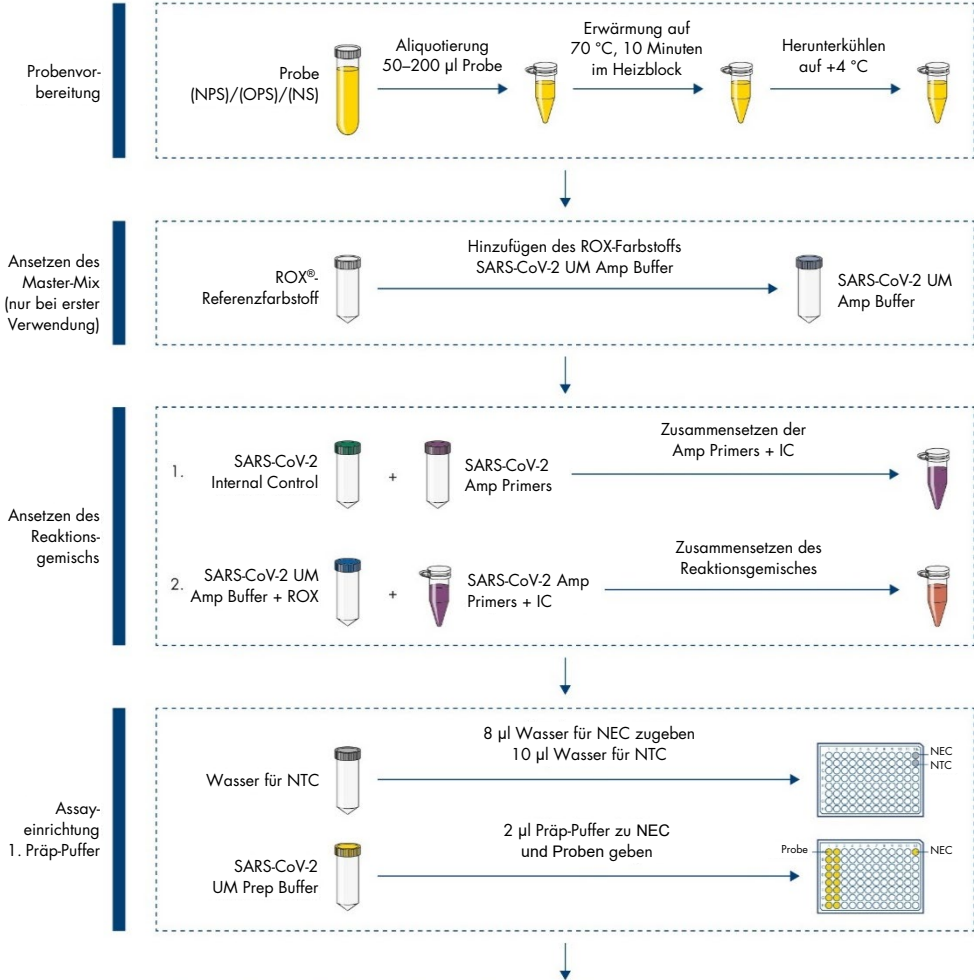 Probenvor-
bereitung
Probe
(NPS)/(OPS)/(NS)
Aliquotierung
50–200 µl Probe
Erwärmung auf
70 °C, 10 Minuten
im Heizblock
Herunterkühlen
auf +4 °C
Ansetzen des
Master-Mix
(nur bei erster
Verwendung)
ROX®-
Referenzfarbstoff
Hinzufügen des ROX-Farbstoffs
SARS-CoV-2 UM Amp Buffer
SARS-CoV-2 UM
Amp Buffer
Ansetzen des
Reaktions-
gemischs
1.
SARS-CoV-2
Internal Control
+
SARS-CoV-2
Amp Primers
Zusammensetzen der
Amp Primers + IC
2.
SARS-CoV-2 UM
Amp Buffer + ROX
+
SARS-CoV-2 Amp
Primers + IC
Zusammensetzen des
Reaktionsgemisches
Assay-
einrichtung
1. Präp-Puffer
Wasser für NTC
8 µl Wasser für NEC zugeben
10 µl Wasser für NTC
NEC
NTC
SARS-CoV-2
UM Prep Buffer
2 µl Präp-Puffer zu NEC
und Proben geben
Probe
NEC